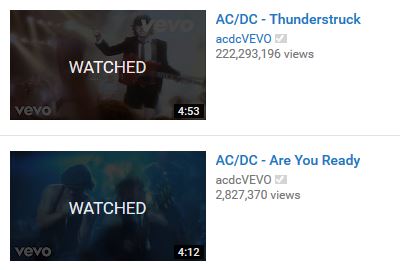 vevo
WATCHED
vevo
4:53
AC/DC - Thunderstruck
acdcVEVO
222,293,196 views
WATCHED
vevo
4:12
AC/DC - Are You Ready
acdcVEVO
2,827,370 views